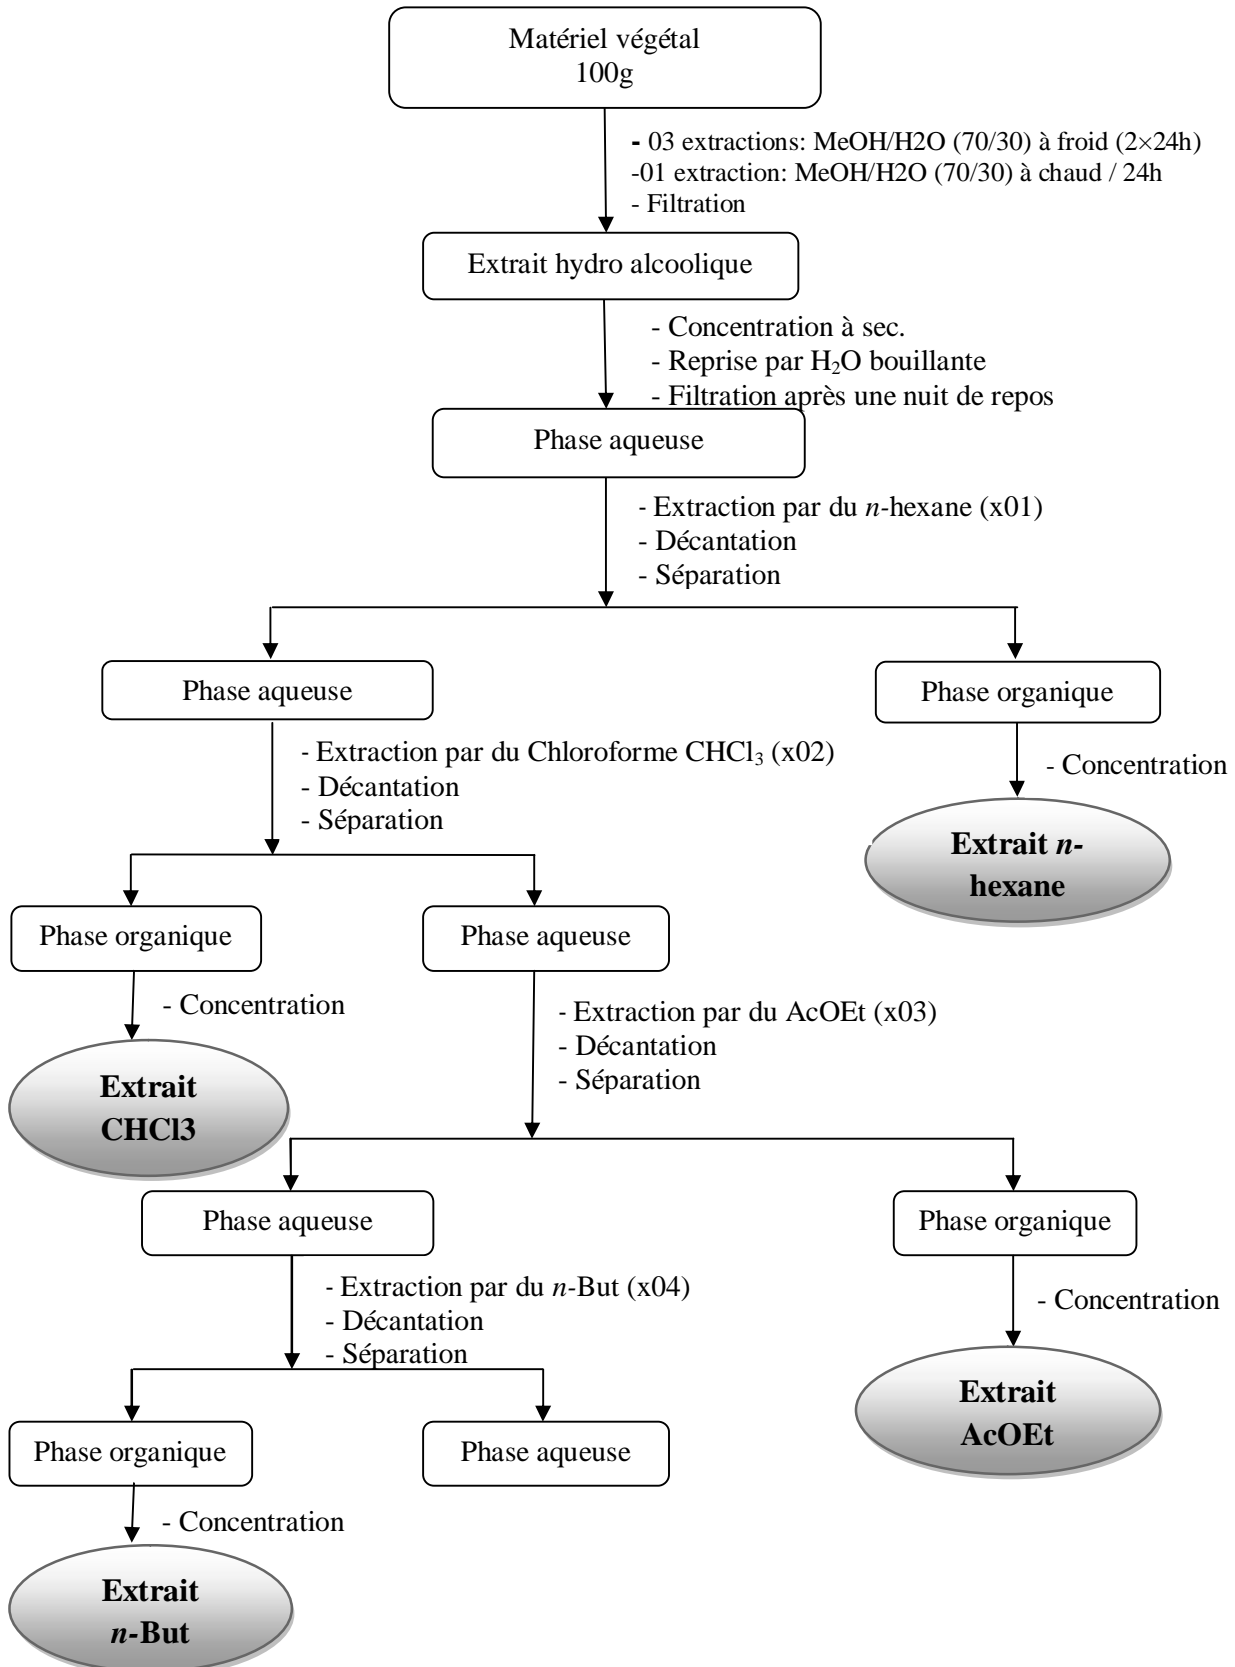 Matériel végétal
100g
- 03 extractions: MeOH/H2O (70/30) à froid (2×24h)
-01 extraction: MeOH/H2O (70/30) à chaud / 24h
- Filtration
Extrait hydro alcoolique
- Concentration à sec.
- Reprise par H₂O bouillante
- Filtration après une nuit de repos
Phase aqueuse
- Extraction par du n-hexane (x01)
- Décantation
- Séparation
Phase aqueuse
Phase organique
- Extraction par du Chloroforme CHCl₃ (x02)
- Décantation
- Séparation
- Concentration
Extrait n-
hexane
Phase organique
Phase aqueuse
- Concentration
- Extraction par du AcOEt (x03)
- Décantation
- Séparation
Extrait
CHCl3
Phase aqueuse
Phase organique
- Extraction par du n-But (x04)
- Décantation
- Séparation
- Concentration
Extrait
AcOEt
Phase organique
Phase aqueuse
- Concentration
Extrait
n-But